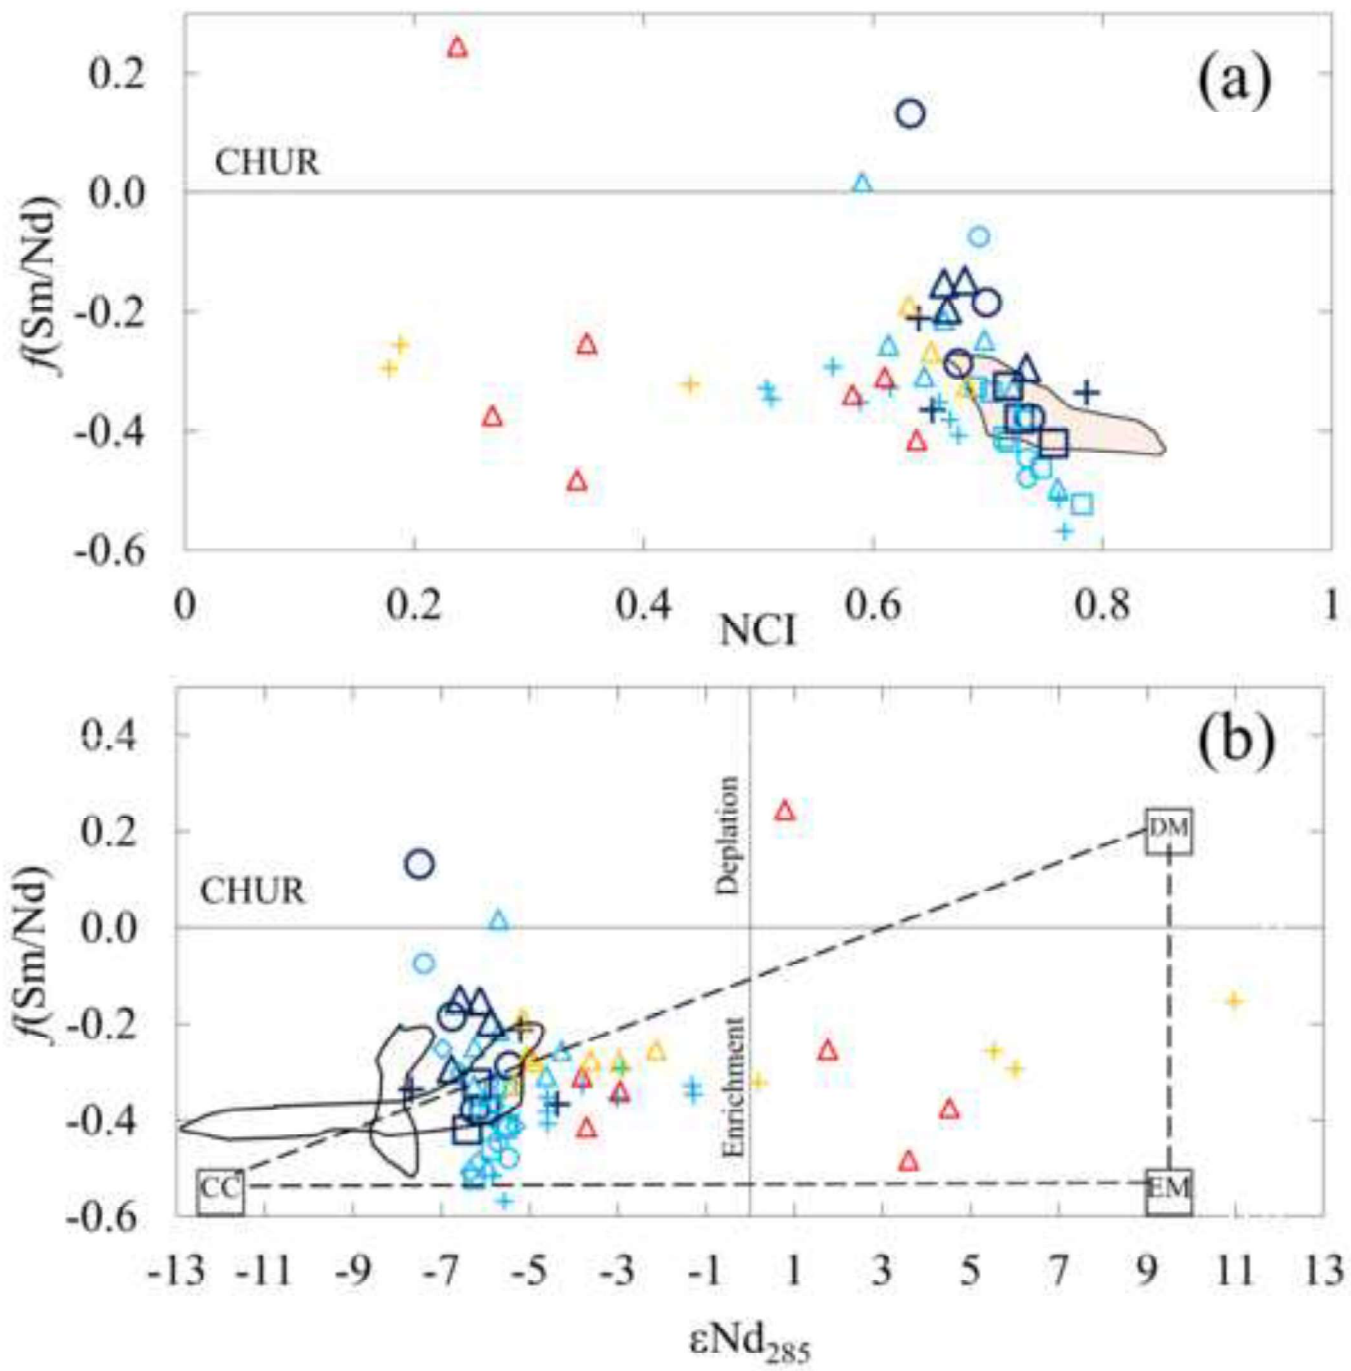 (a)
0.2
CHUR
0.0
f(Sm/Nd)
-0.2
-0.4
-0.6
0 0.2 0.4 0.6 0.8 1
NCI
(b)
0.4
Deplation
0.2
DM
CHUR
0.0
f(Sm/Nd)
-0.2
Enrichment
-0.4
CC
EM
-0.6
-13 -11 -9 -7 -5 -3 -1 1 3 5 7 9 11 13
εNd285